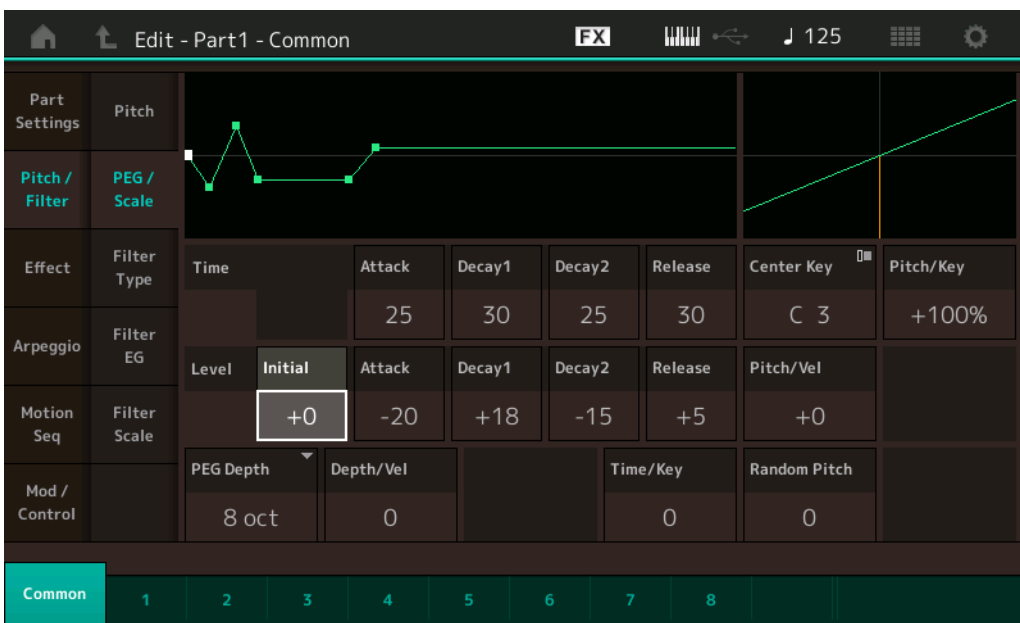 Edit - Part1 - Common FX ♩ 125
Part
Settings
Pitch
Pitch /
Filter
PEG /
Scale
Effect
Filter
Type
Arpeggio
Filter
EG
Motion
Seq
Filter
Scale
Mod /
Control
Time Attack Decay1 Decay2 Release Center Key Pitch/Key
25 30 25 30 C 3 +100%
Level Initial Attack Decay1 Decay2 Release Pitch/Vel
+0 -20 +18 -15 +5 +0
PEG Depth Depth/Vel Time/Key Random Pitch
8 oct 0 0 0
Common 1 2 3 4 5 6 7 8